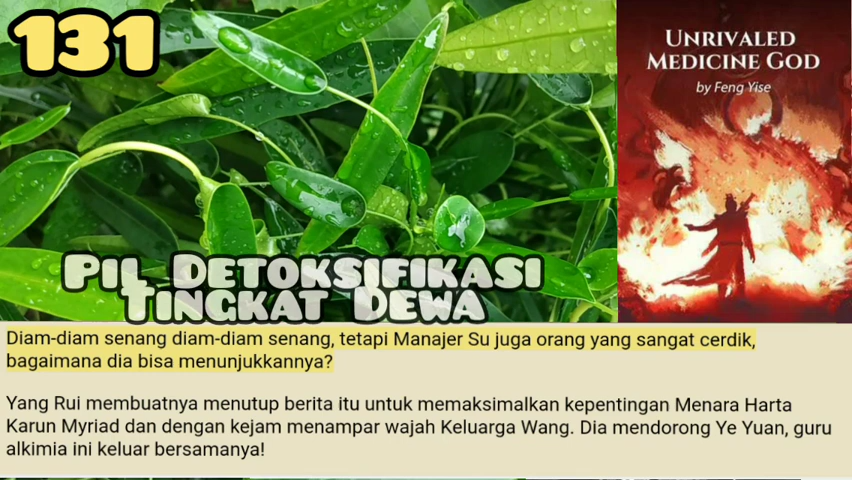 131
UNRIVALED
MEDICINE GOD
by Feng Yise
PIL DETOKSIFIKASI
TINGKAT DEWA
Diam-diam senang diam-diam senang, tetapi Manajer Su juga orang yang sangat cerdik,
bagaimana dia bisa menunjukkannya?
Yang Rui membuatnya menutup berita itu untuk memaksimalkan kepentingan Menara Harta
Karun Myriad dan dengan kejam menampar wajah Keluarga Wang. Dia mendorong Ye Yuan, guru
alkimia ini keluar bersamanya!